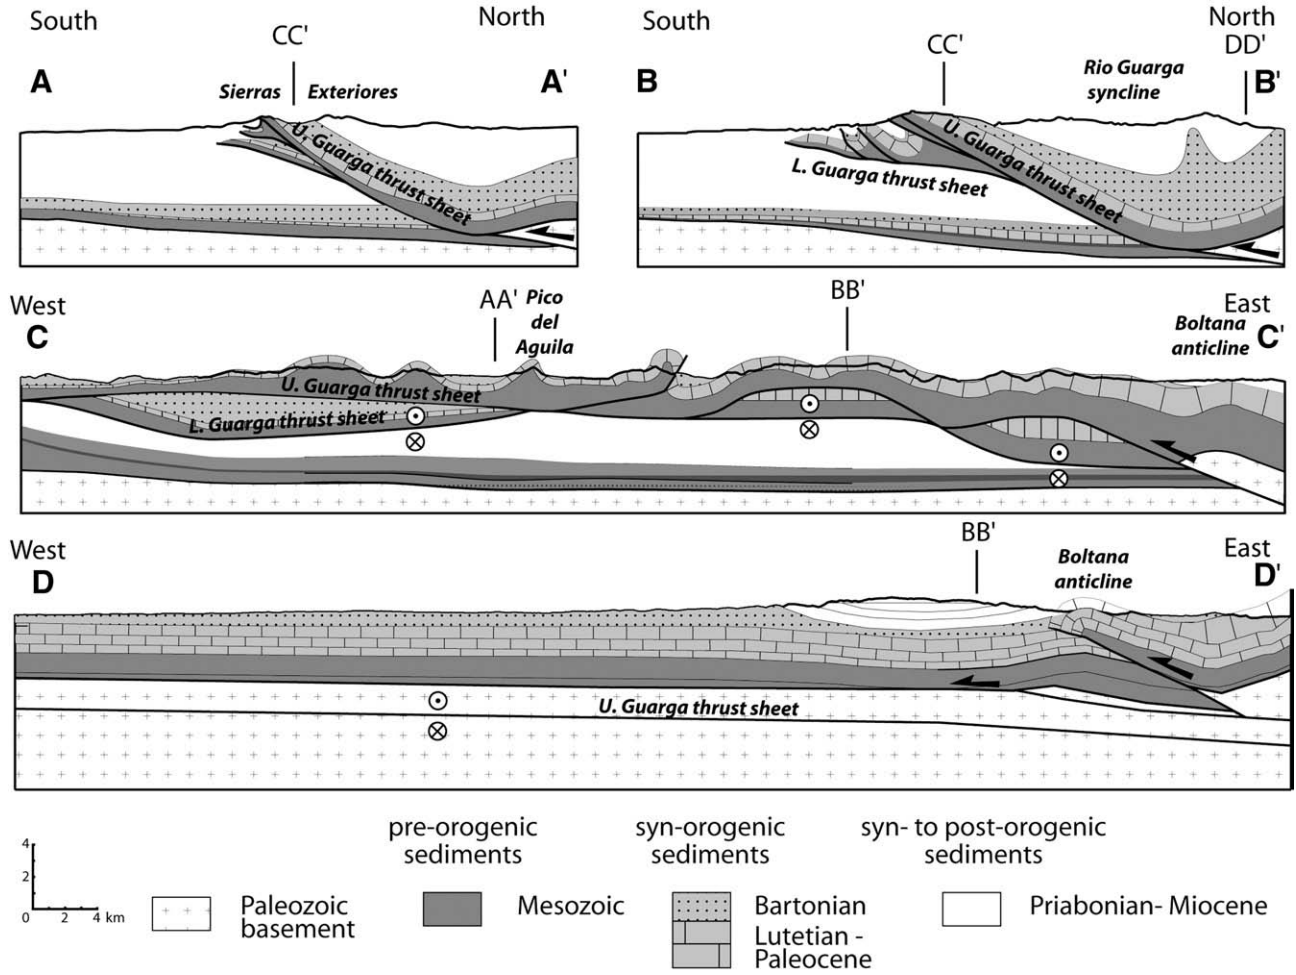 South
CC'
North
South
CC'
North
DD'
A
Sierras
Exteriores
A'
B
Rio Guarga
syncline
B'
U. Guarga thrust sheet
U. Guarga thrust sheet
L. Guarga thrust sheet
West
C
AA'
Pico
del
Aguila
BB'
East
Boltana
anticline
C'
U. Guarga thrust sheet
L. Guarga thrust sheet
West
D
BB'
Boltana
anticline
East
D'
U. Guarga thrust sheet
4
2
0 2 4 km
pre-orogenic
sediments
syn-orogenic
sediments
syn- to post-orogenic
sediments
Paleozoic
basement
Mesozoic
Bartonian
Lutetian -
Paleocene
Priabonian- Miocene